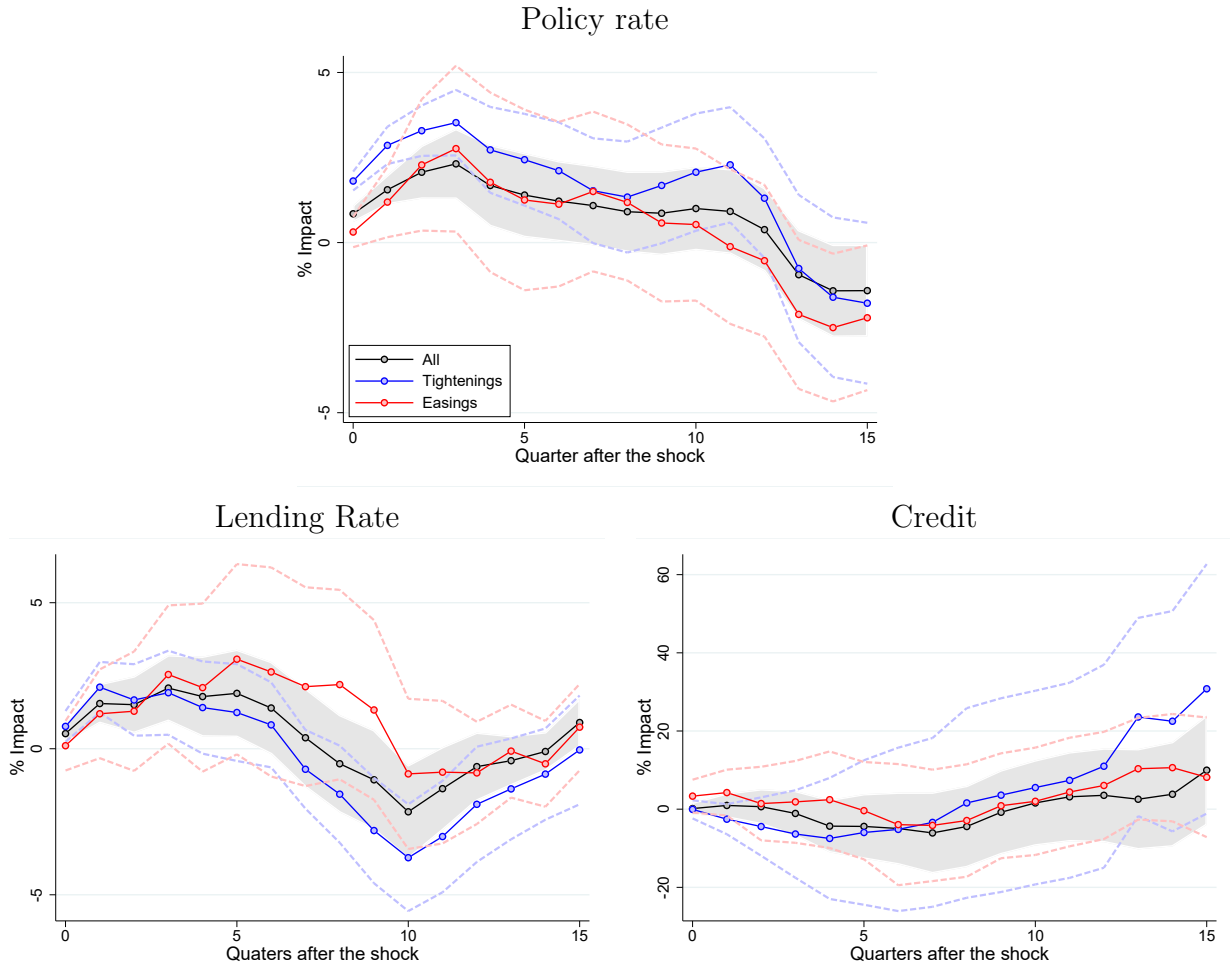 Policy rate
% Impact
5
0
-5
All
Tightenings
Easings
0
5
10
15
Quarter after the shock
Lending Rate
% Impact
5
0
-5
0
5
10
15
Quaters after the shock
Credit
% Impact
60
40
20
0
-20
0
5
10
15
Quarters after the shock